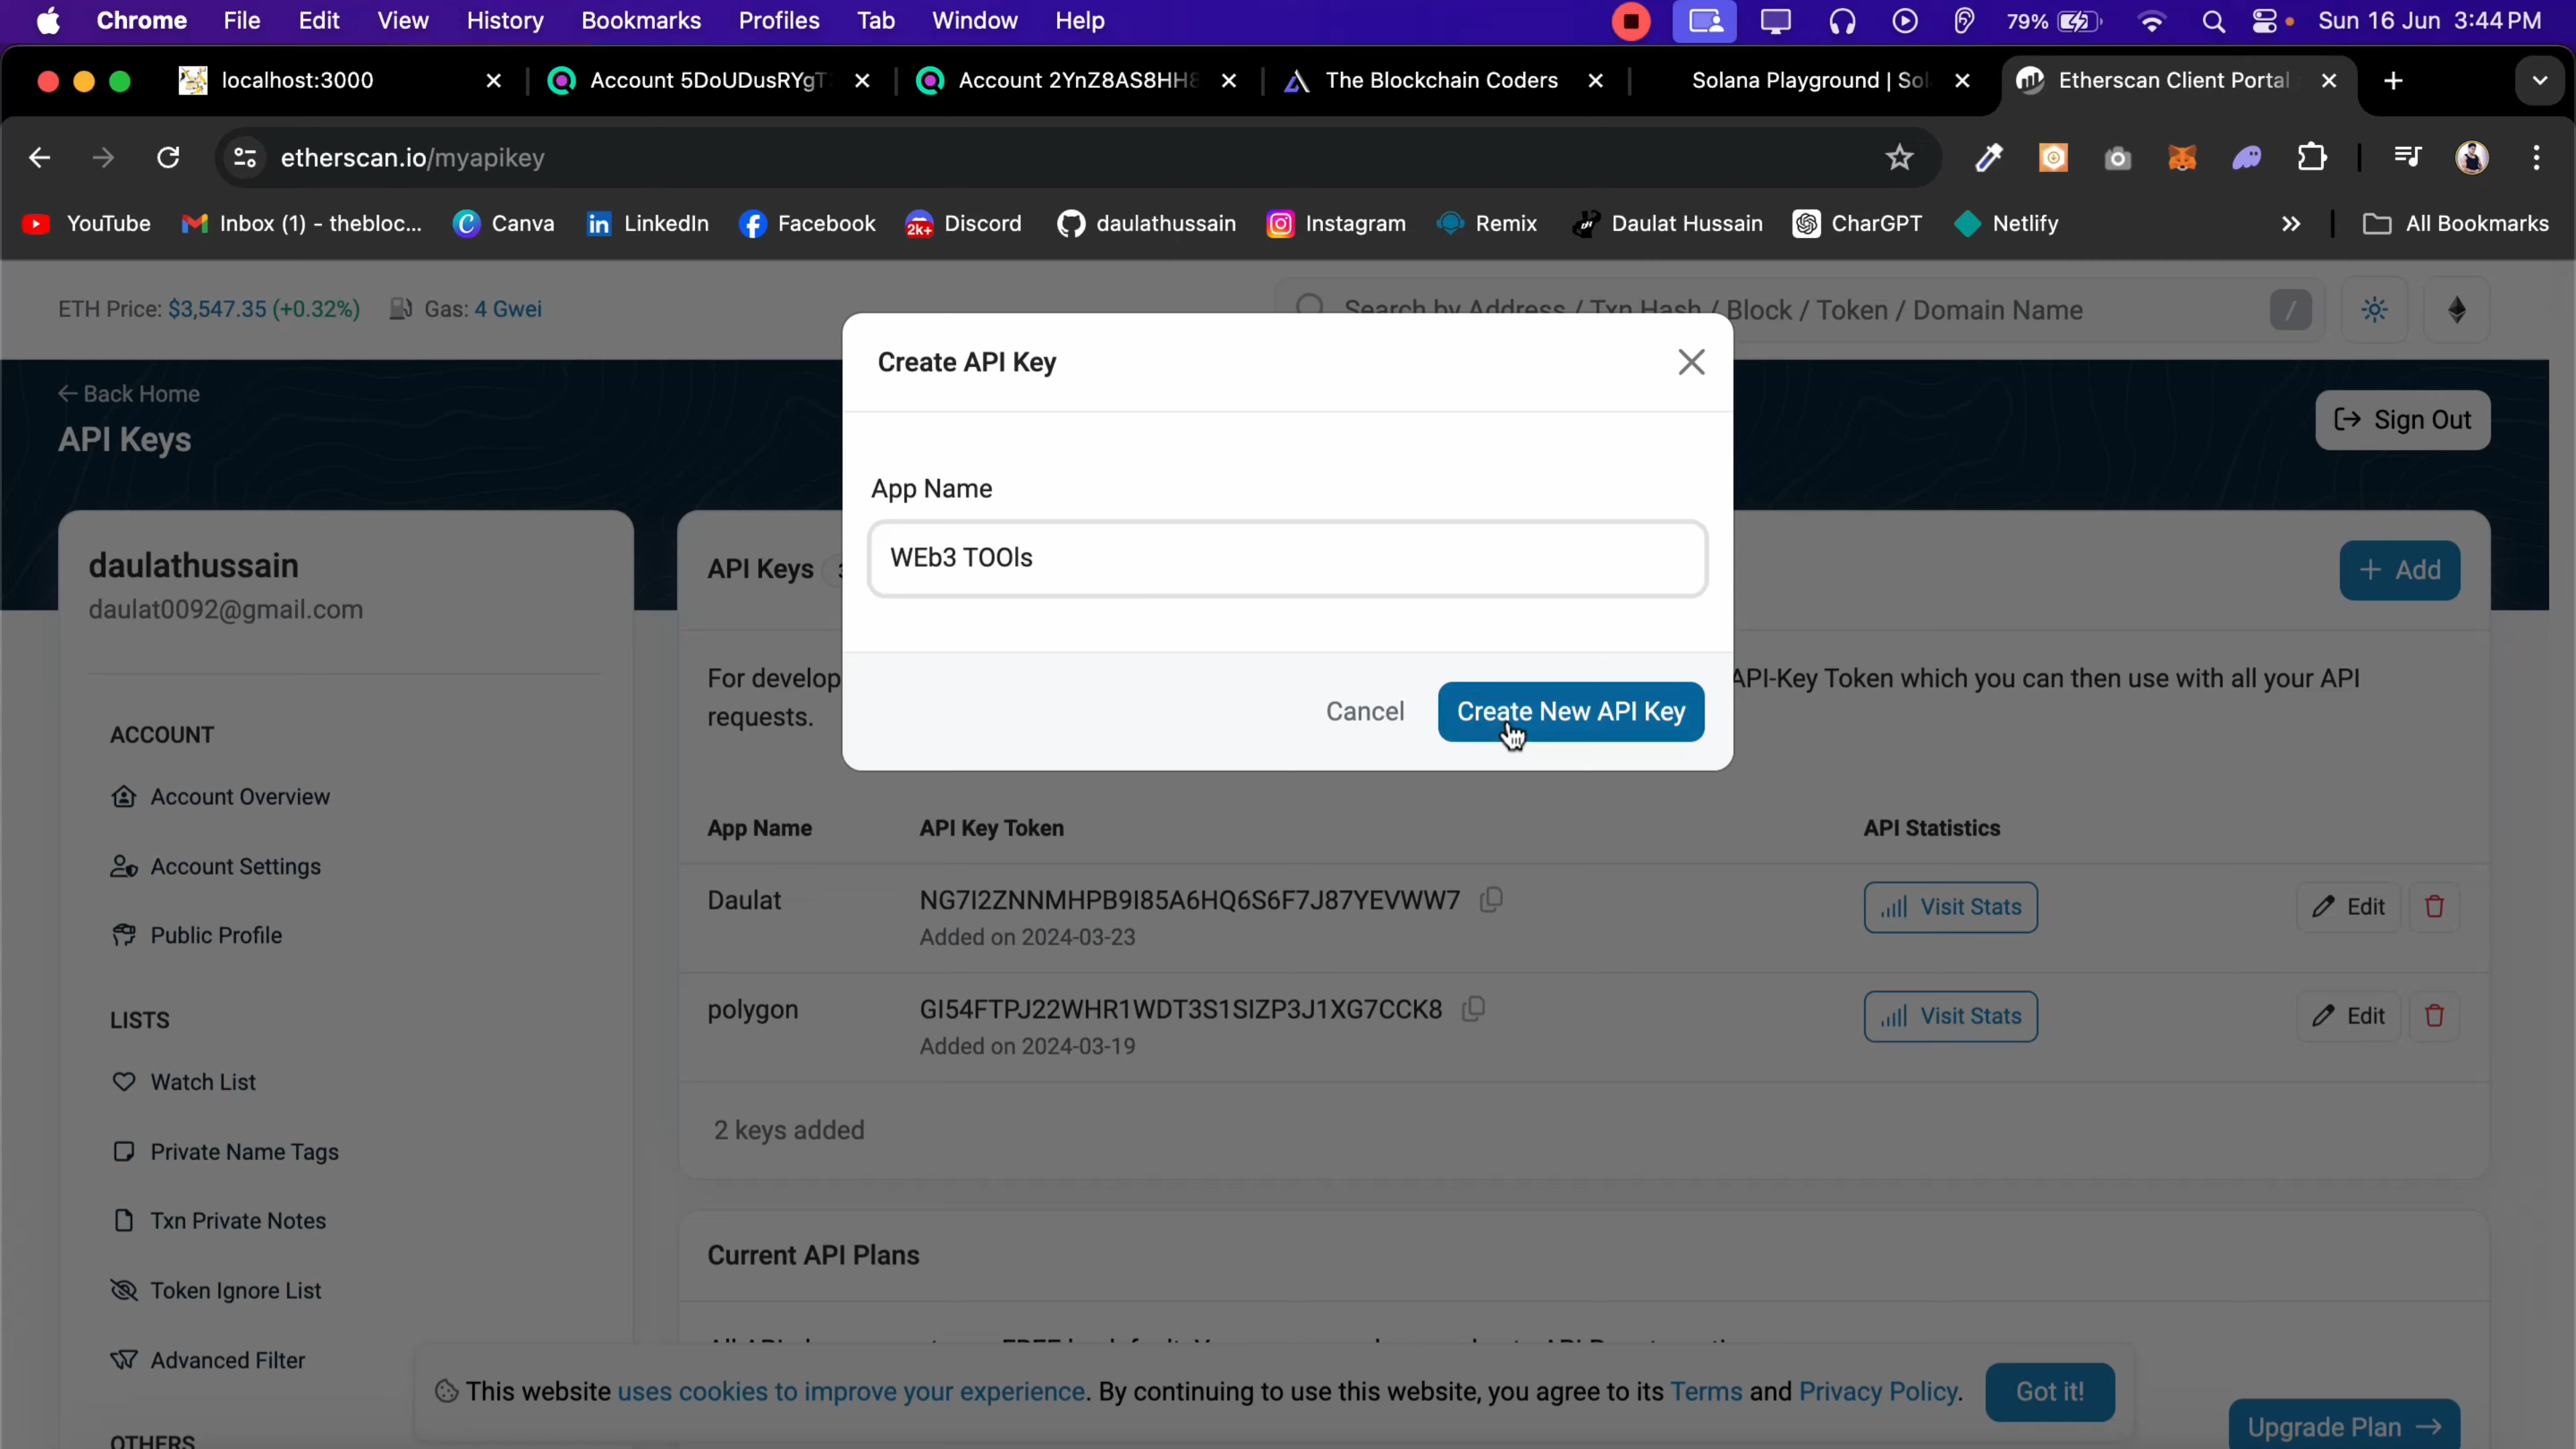 Chrome File Edit View History Bookmarks Profiles Tab Window Help 79% Sun 16 Jun 3:44 PM
localhost:3000 Account 5DoUDusRYgT Account 2YnZ8AS8HH8 The Blockchain Coders Solana Playground | Sol Etherscan Client Portal
etherscan.io/myapikey
YouTube Inbox (1) - thebloc... Canva LinkedIn Facebook 2k+ Discord daulathussain Instagram Remix Daulat Hussain CharGPT Netlify All Bookmarks
ETH Price: $3,547.35 (+0.32%) Gas: 4 Gwei Search by Address / Txn Hash / Block / Token / Domain Name /
Create API Key
Back Home
API Keys
Sign Out
App Name
WEb3 TOOls
daulathussain
daulat0092@gmail.com
API Keys
Add
For develop API-Key Token which you can then use with all your API
requests.
Cancel Create New API Key
ACCOUNT
Account Overview
Account Settings
Public Profile
LISTS
Watch List
Private Name Tags
Txn Private Notes
Token Ignore List
Advanced Filter
OTHERS
App Name API Key Token API Statistics
Daulat NG7I2ZNNMHPB9I85A6HQ6S6F7J87YEVWW7 Visit Stats Edit
Added on 2024-03-23
polygon GI54FTPJ22WHR1WDT3S1SIZP3J1XG7CCK8 Visit Stats Edit
Added on 2024-03-19
2 keys added
Current API Plans
This website uses cookies to improve your experience. By continuing to use this website, you agree to its Terms and Privacy Policy. Got it!
Upgrade Plan